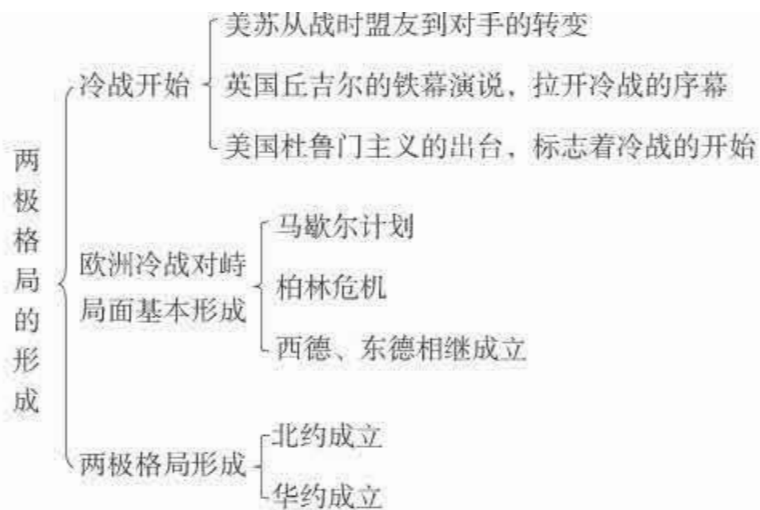 两极格局的形成
冷战开始
美苏从战时盟友到对手的转变
英国丘吉尔的铁幕演说，拉开冷战的序幕
美国杜鲁门主义的出台，标志着冷战的开始
欧洲冷战对峙
局面基本形成
马歇尔计划
柏林危机
西德、东德相继成立
两极格局形成
北约成立
华约成立